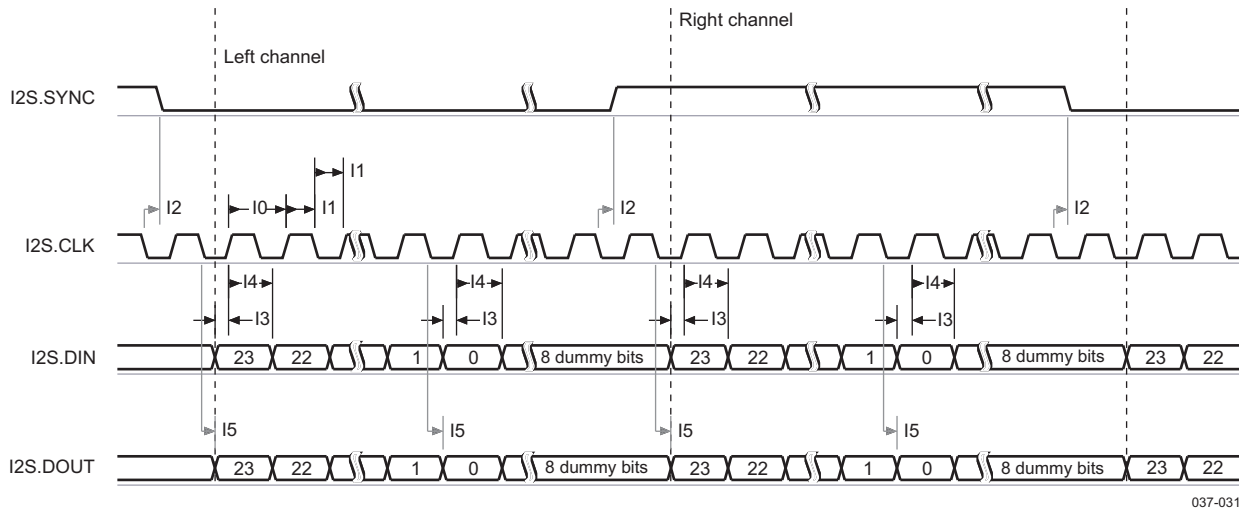 Right channel
Left channel
I2S.SYNC
I1
I2 I0 I1 I2 I2
I2S.CLK
I4 I4 I4 I4
I3 I3 I3 I3
I2S.DIN 23 22 1 0 8 dummy bits 23 22 1 0 8 dummy bits 23 22
I5 I5 I5 I5
I2S.DOUT 23 22 1 0 8 dummy bits 23 22 1 0 8 dummy bits 23 22
037-031